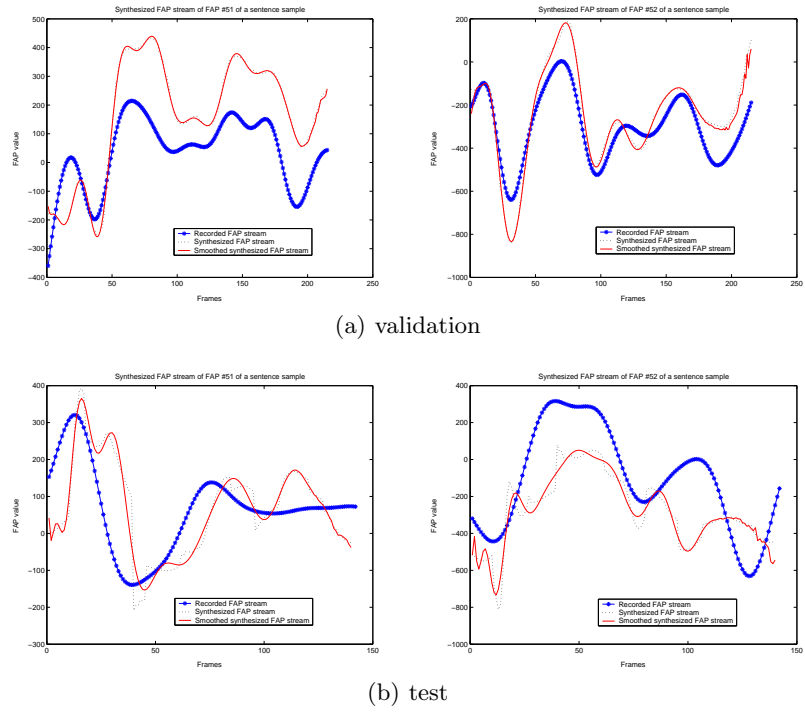 Synthesized FAP stream of FAP #51 of a sentence sample
500
400
300
200
100
0
−100
−200
−300
−400
FAP value
0 50 100 150 200 250
Frames
Recorded FAP stream
Synthesized FAP stream
Smoothed synthesized FAP stream
Synthesized FAP stream of FAP #52 of a sentence sample
200
0
−200
−400
−600
−800
−1000
FAP value
0 50 100 150 200 250
Frames
Recorded FAP stream
Synthesized FAP stream
Smoothed synthesized FAP stream
(a) validation
Synthesized FAP stream of FAP #51 of a sentence sample
400
300
200
100
0
−100
−200
−300
FAP value
0 50 100 150
Frames
Recorded FAP stream
Synthesized FAP stream
Smoothed synthesized FAP stream
Synthesized FAP stream of FAP #52 of a sentence sample
400
200
0
−200
−400
−600
−800
−1000
FAP value
0 50 100 150
Frames
Recorded FAP stream
Synthesized FAP stream
Smoothed synthesized FAP stream
(b) test